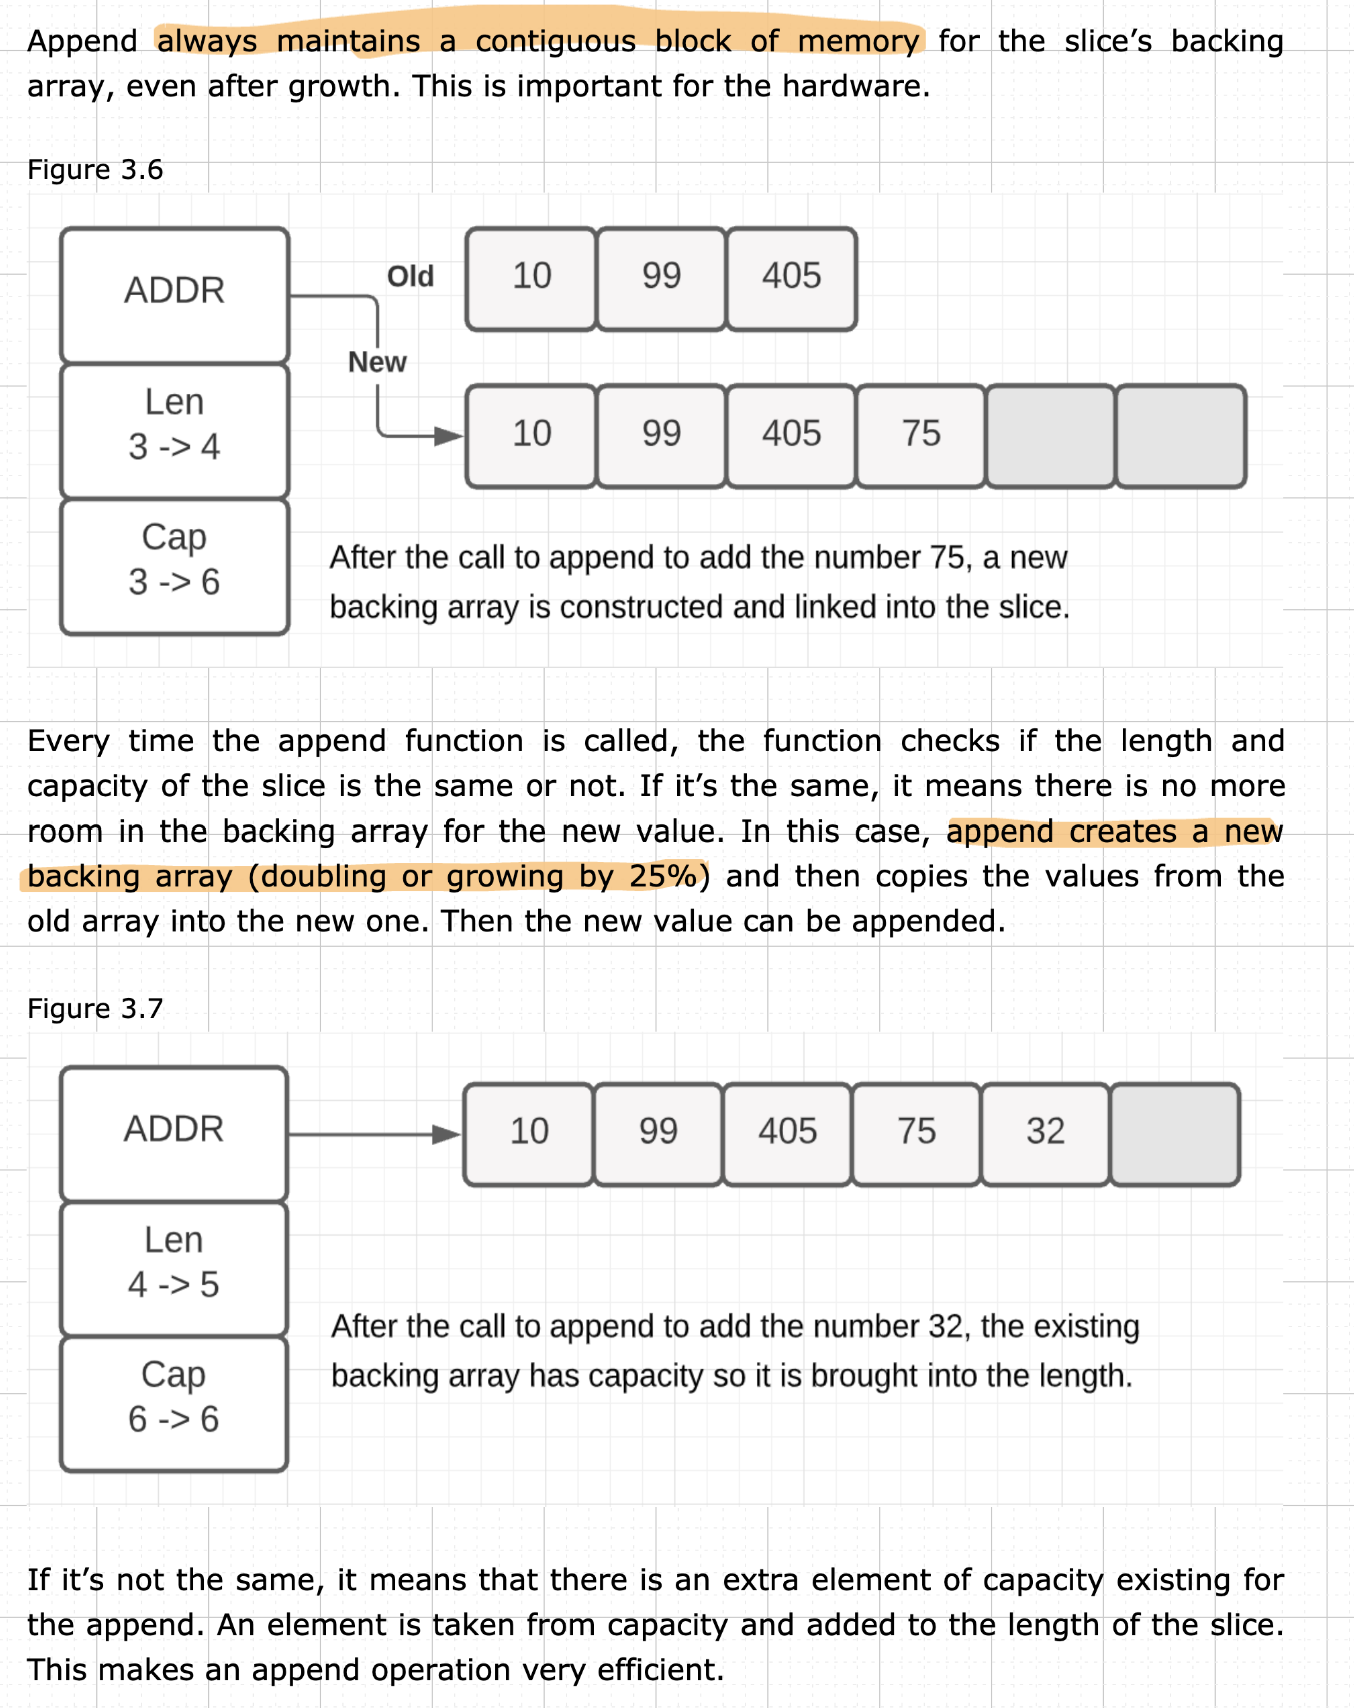 Append always maintains a contiguous block of memory for the slice’s backing
array, even after growth. This is important for the hardware.
Figure 3.6
ADDR
Old
10 99 405
New
Len
3 -> 4
10 99 405 75
Cap
3 -> 6
After the call to append to add the number 75, a new
backing array is constructed and linked into the slice.
Every time the append function is called, the function checks if the length and
capacity of the slice is the same or not. If it’s the same, it means there is no more
room in the backing array for the new value. In this case, append creates a new
backing array (doubling or growing by 25%) and then copies the values from the
old array into the new one. Then the new value can be appended.
Figure 3.7
ADDR
10 99 405 75 32
Len
4 -> 5
Cap
6 -> 6
After the call to append to add the number 32, the existing
backing array has capacity so it is brought into the length.
If it’s not the same, it means that there is an extra element of capacity existing for
the append. An element is taken from capacity and added to the length of the slice.
This makes an append operation very efficient.